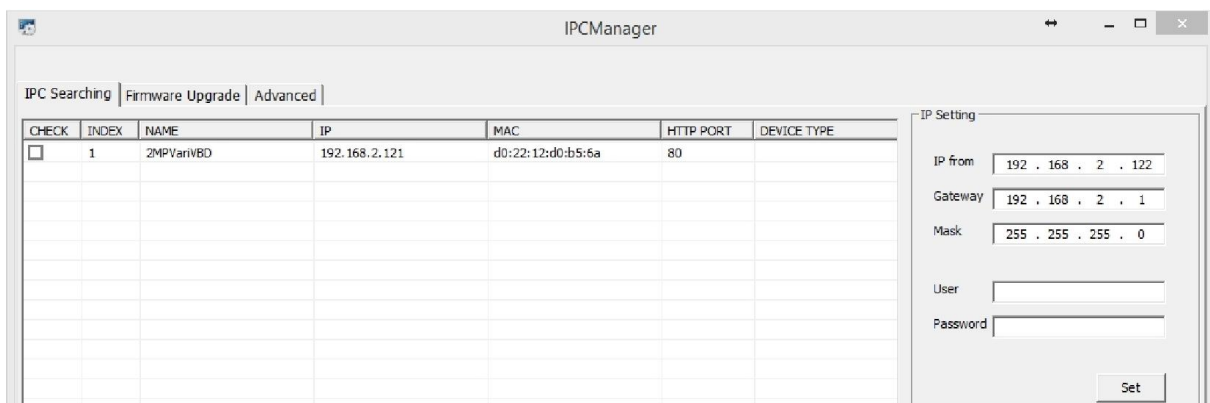 IPCManager
IPC Searching Firmware Upgrade Advanced
CHECK INDEX NAME IP MAC HTTP PORT DEVICE TYPE
1 2MPVariVBD 192.168.2.121 d0:22:12:d0:b5:6a 80
IP Setting
IP from 192 . 168 . 2 . 122
Gateway 192 . 168 . 2 . 1
Mask 255 . 255 . 255 . 0
User
Password
Set